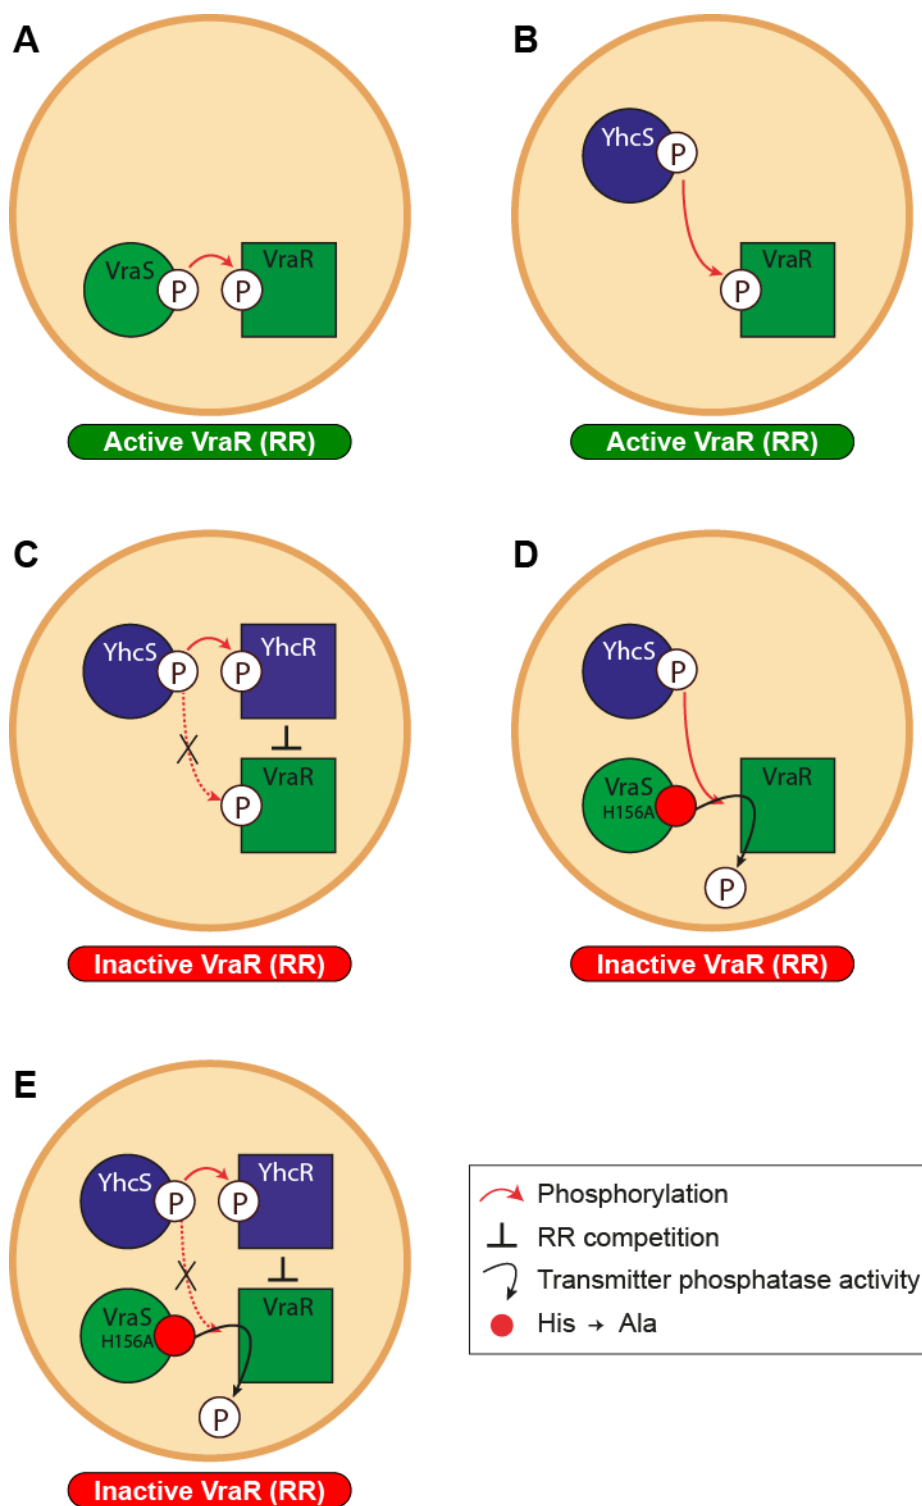 A
VraS
P
P
VraR
Active VraR (RR)
B
YhcS
P
P
VraR
Active VraR (RR)
C
YhcS
P
P
YhcR
P
VraR
Inactive VraR (RR)
D
YhcS
P
VraS
H156A
VraR
P
Inactive VraR (RR)
E
YhcS
P
P
YhcR
VraS
H156A
VraR
P
Inactive VraR (RR)
Phosphorylation
RR competition
Transmitter phosphatase activity
His → Ala